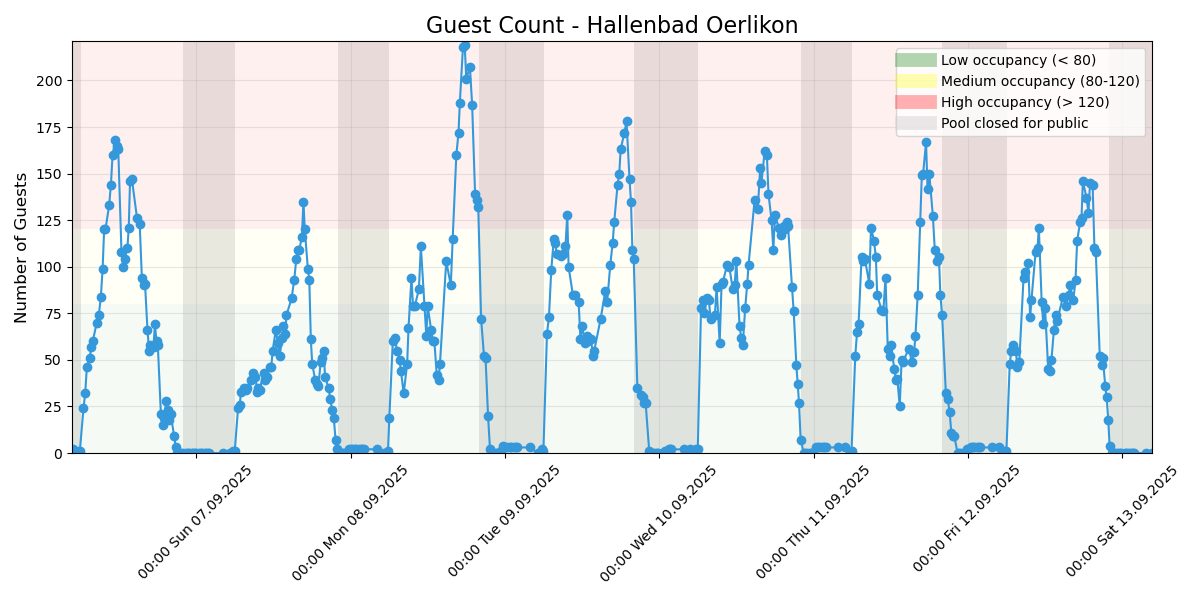 Guest Count - Hallenbad Oerlikon
Number of Guests
200
175
150
125
100
75
50
25
0
Low occupancy (< 80)
Medium occupancy (80-120)
High occupancy (> 120)
Pool closed for public
00:00 Sun 07.09.2025
00:00 Mon 08.09.2025
00:00 Tue 09.09.2025
00:00 Wed 10.09.2025
00:00 Thu 11.09.2025
00:00 Fri 12.09.2025
00:00 Sat 13.09.2025